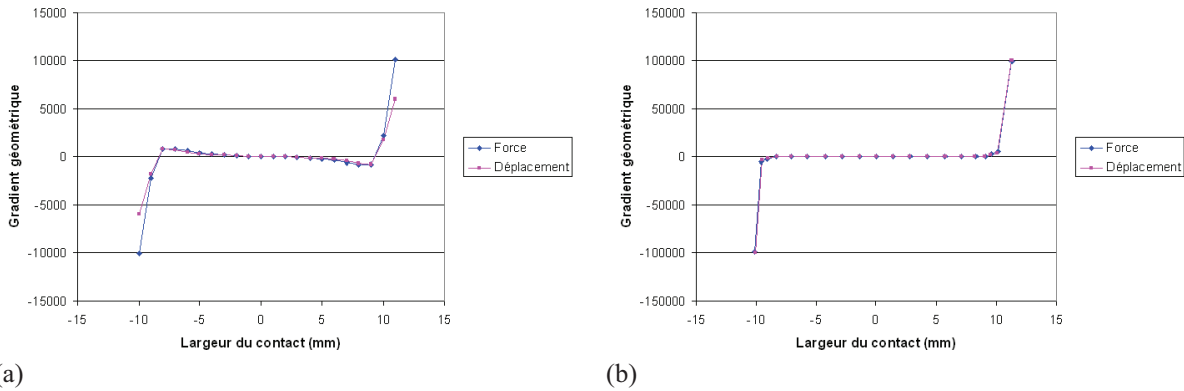 15000
10000
5000
0
-5000
-10000
-15000
-15
-10
-5
0
5
10
15
Gradient géométrique
Largeur du contact (mm)
Force
Déplacement
150000
100000
50000
0
-50000
-100000
-150000
-15
-10
-5
0
5
10
15
Gradient géométrique
Largeur du contact (mm)
Force
Déplacement
a)
(b)